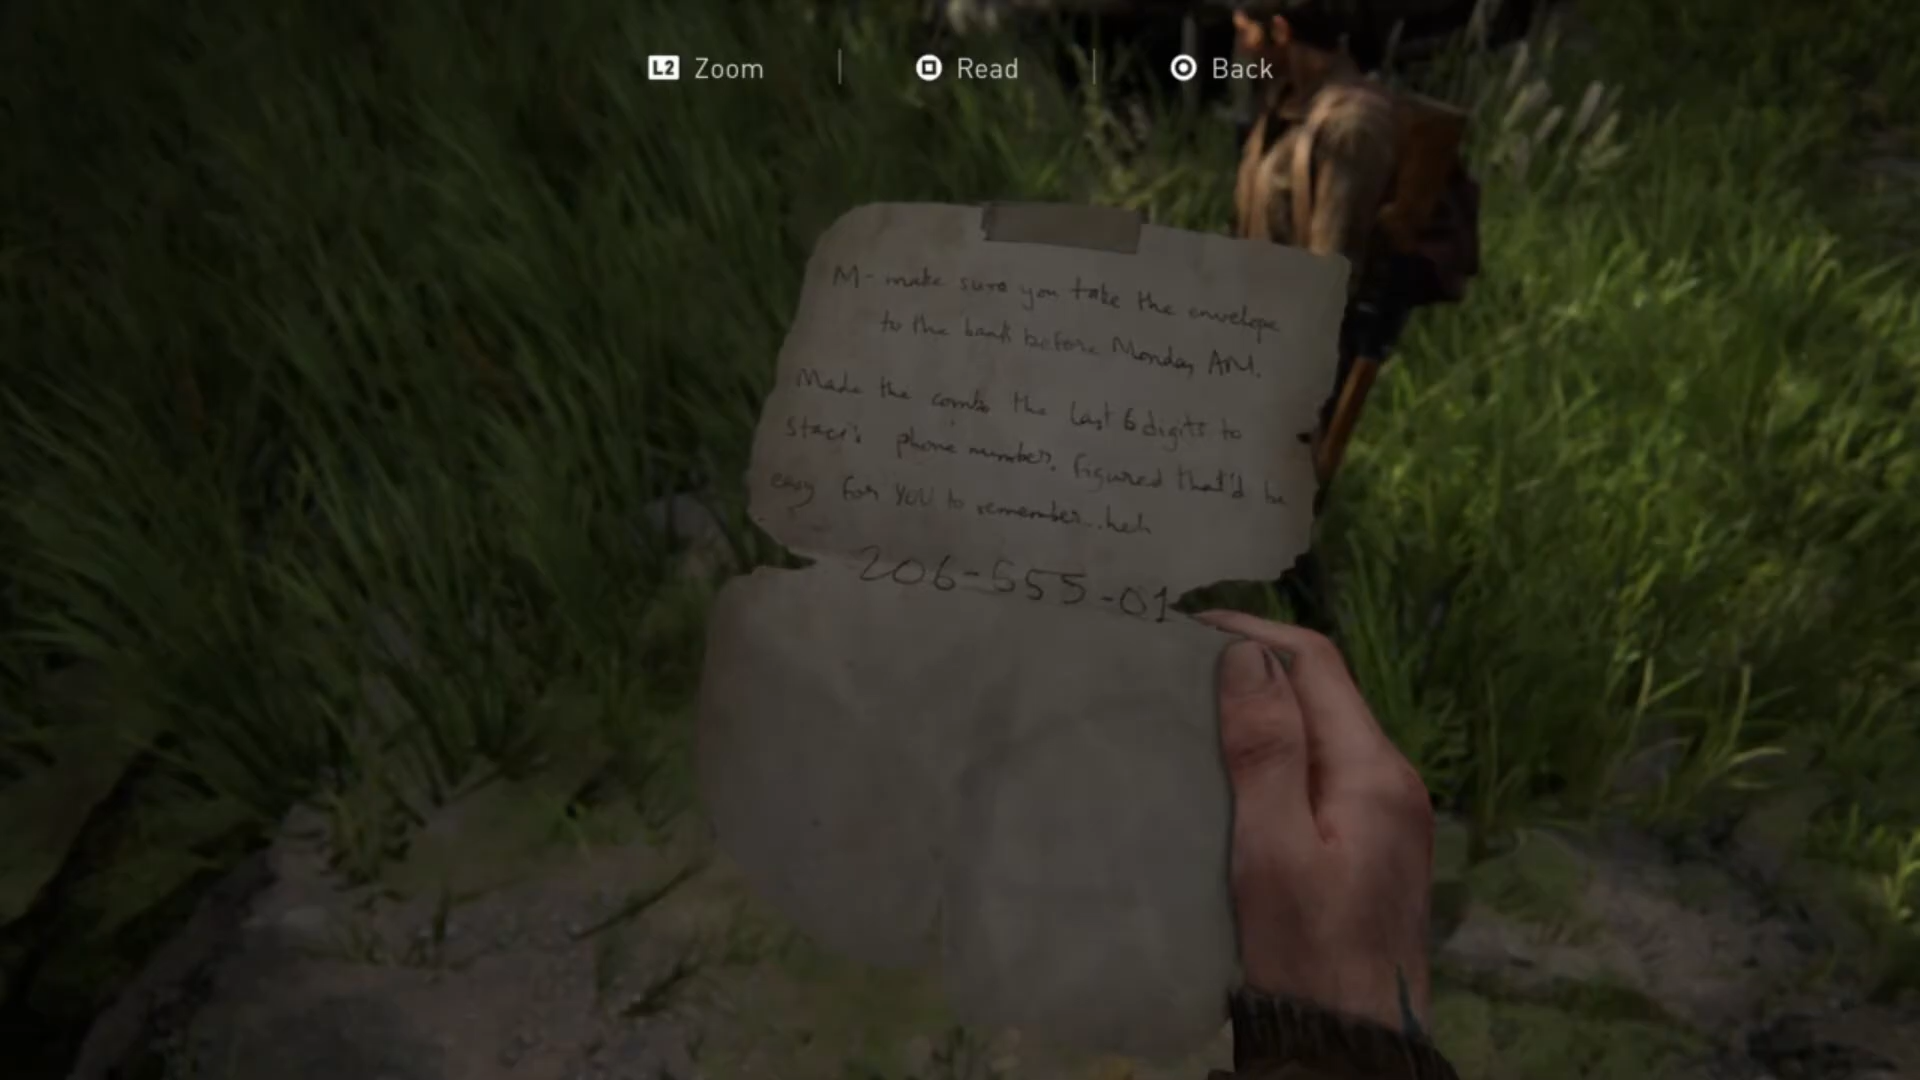 L2 Zoom | Read | Back
M- make sure you take the envelope
to the bank before Monday AM.
Made the combo the last 6 digits to
staci's phone number. figured that'd be
easy for YOU to remember...heh
206-555-01